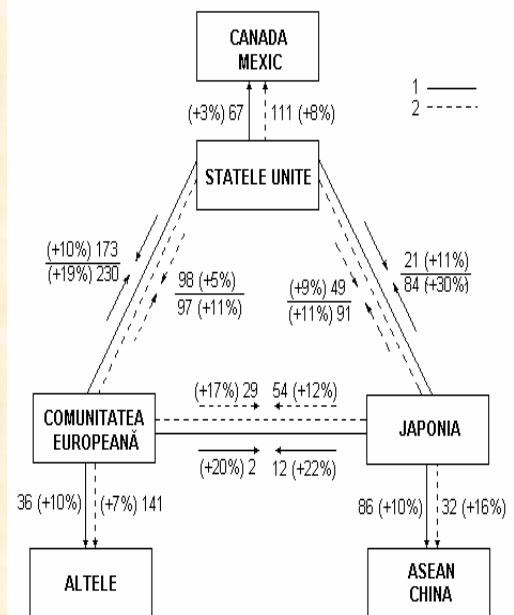 CANADA
MEXIC
1
2
(+3%) 67 111 (+8%)
STATELE UNITE
(+10%) 173
(+19%) 230
98 (+5%)
97 (+11%)
(+9%) 49
(+11%) 91
21 (+11%)
84 (+30%)
(+17%) 29 54 (+12%)
COMUNITATEA
EUROPEANĂ
JAPONIA
(+20%) 2 12 (+22%)
36 (+10%) (+7%) 141
86 (+10%) 32 (+16%)
ALTELE
ASEAN
CHINA